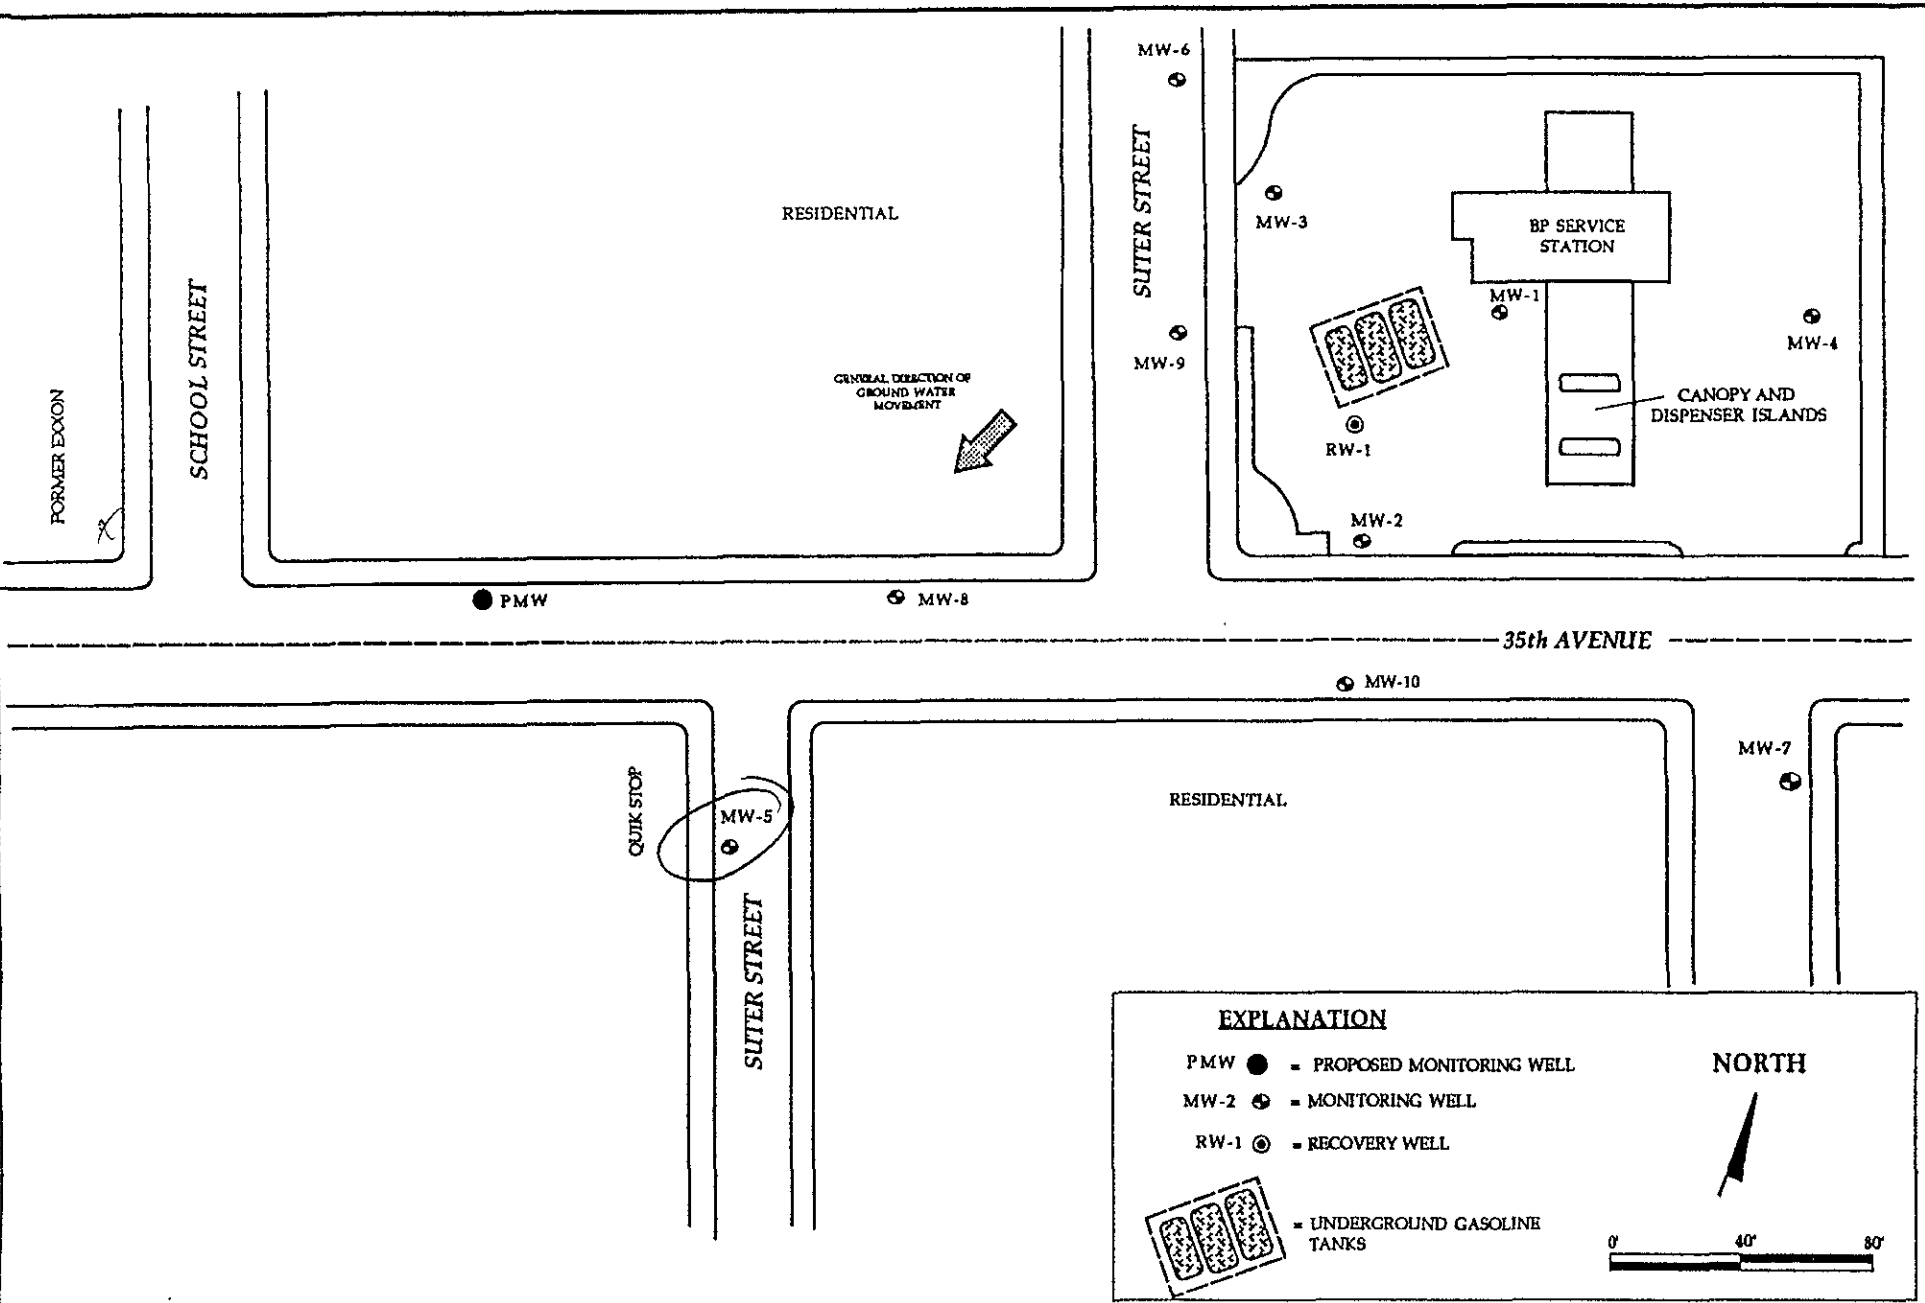 MW-6
SUTER STREET
RESIDENTIAL
MW-3
BP SERVICE
STATION
MW-1
MW-4
MW-9
SCHOOL STREET
GENERAL DIRECTION OF
GROUND WATER
MOVEMENT
CANOPY AND
DISPENSER ISLANDS
FORMER EXXON
RW-1
MW-2
PMW
MW-8
35th AVENUE
MW-10
MW-7
QUIK STOP
MW-5
RESIDENTIAL
SUTER STREET
EXPLANATION
PMW = PROPOSED MONITORING WELL
MW-2 = MONITORING WELL
RW-1 = RECOVERY WELL
= UNDERGROUND GASOLINE
TANKS
NORTH
0' 40' 80'